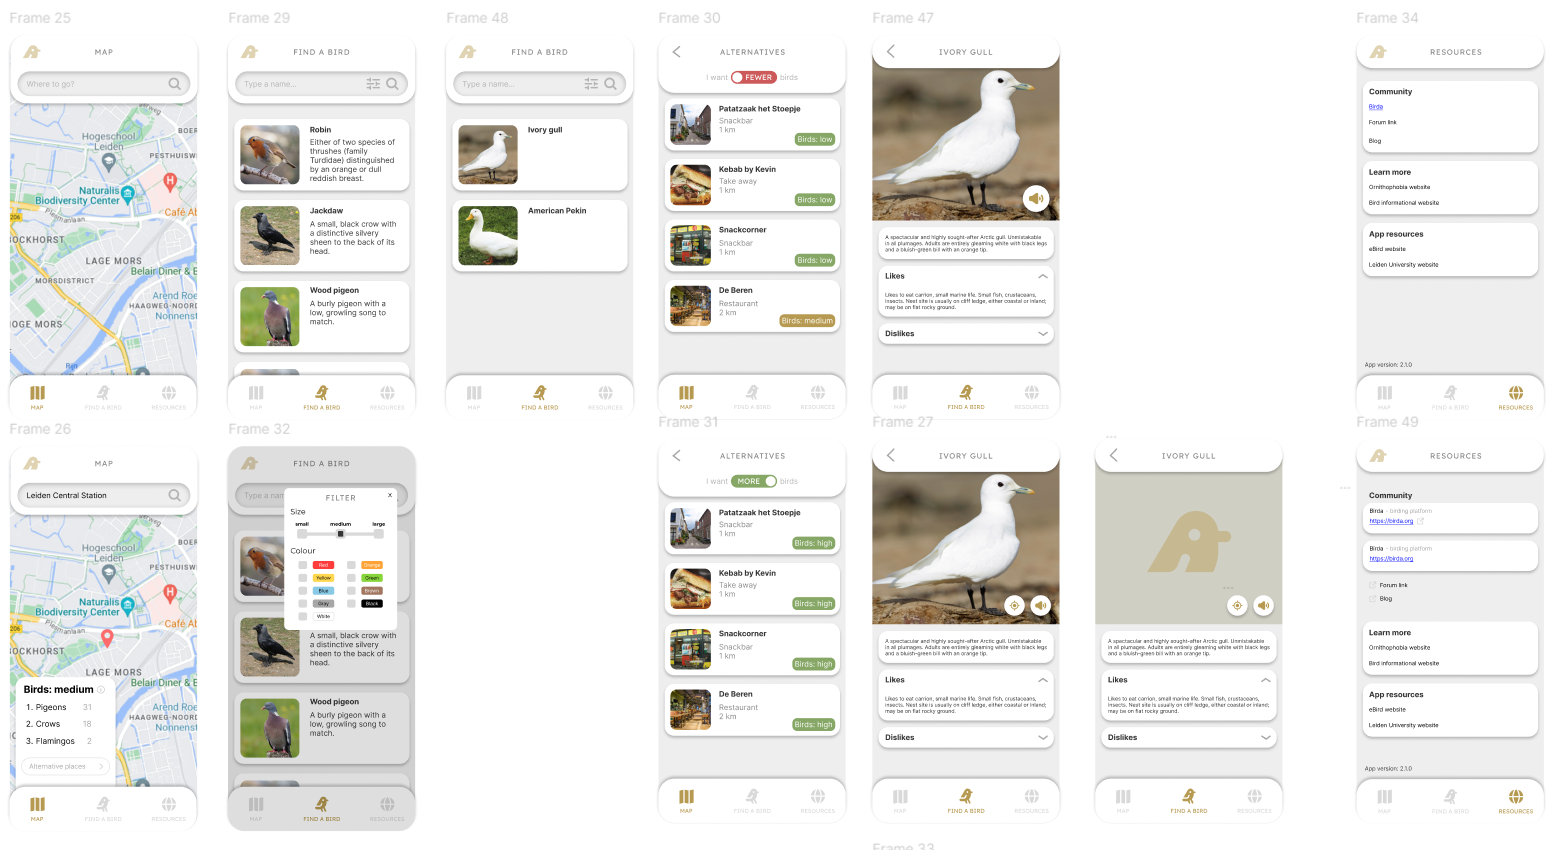 Frame 25
MAP
Where to go?
Hogeschool
Leiden
BOER
PESTHUISW
Naturalis
Biodiversity Center
Plesmanlaan
Café Ab
206
OCKHORST
LAGE MORS
Belair Diner & B
MORSDISTRICT
Arend Roe
HAAGWEG-NOORD
Nonnenst
HOGE MORS
Rijn
MAP
FIND A BIRD
RESOURCES
Frame 29
FIND A BIRD
Type a name...
Robin
Either of two species of
thrushes (family
Turdidae) distinguished
by an orange or dull
reddish breast.
Jackdaw
A small, black crow with
a distinctive silvery
sheen to the back of its
head.
Wood pigeon
A burly pigeon with a
low, growling song to
match.
MAP
FIND A BIRD
RESOURCES
Frame 48
FIND A BIRD
Type a name...
Ivory gull
American Pekin
MAP
FIND A BIRD
RESOURCES
Frame 30
ALTERNATIVES
I want FEWER birds
Patatzaak het Stoepje
Snackbar
1 km
Birds: low
Kebab by Kevin
Take away
1 km
Birds: low
Snackcorner
Snackbar
1 km
Birds: low
De Beren
Restaurant
2 km
Birds: medium
MAP
FIND A BIRD
RESOURCES
Frame 47
IVORY GULL
A spectacular and highly sought-after Arctic gull. Unmistakable
in all plumages. Adults are entirely gleaming white with black legs
and a bluish-green bill with an orange tip.
Likes
Likes to eat carrion, small marine life. Small fish, crustaceans,
insects. Nest site is usually on cliff ledge, either coastal or inland;
may be on flat rocky ground.
Dislikes
MAP
FIND A BIRD
RESOURCES
Frame 34
RESOURCES
Community
Birda
Forum link
Blog
Learn more
Ornithophobia website
Bird informational website
App resources
eBird website
Leiden University website
App version: 2.1.0
MAP
FIND A BIRD
RESOURCES
Frame 26
MAP
Leiden Central Station
Hogeschool
Leiden
BOER
PESTHUISW
Naturalis
Biodiversity Center
Plesmanlaan
Café Ab
206
OCKHORST
LAGE MORS
Belair Diner & E
Arend Roe
HAAGWEG-NOORD
Nonnenst
Birds: medium
1. Pigeons 31
2. Crows 18
3. Flamingos 2
Alternative places
MAP
FIND A BIRD
RESOURCES
Frame 32
FIND A BIRD
Type a nam
FILTER
x
Size
small medium large
Colour
Red
Orange
Yellow
Green
Blue
Brown
Gray
Black
White
A small, black crow with
a distinctive silvery
sheen to the back of its
head.
Wood pigeon
A burly pigeon with a
low, growling song to
match.
MAP
FIND A BIRD
RESOURCES
Frame 31
ALTERNATIVES
I want MORE birds
Patatzaak het Stoepje
Snackbar
1 km
Birds: high
Kebab by Kevin
Take away
1 km
Birds: high
Snackcorner
Snackbar
1 km
Birds: high
De Beren
Restaurant
2 km
Birds: high
MAP
FIND A BIRD
RESOURCES
Frame 27
IVORY GULL
A spectacular and highly sought-after Arctic gull. Unmistakable
in all plumages. Adults are entirely gleaming white with black legs
and a bluish-green bill with an orange tip.
Likes
Likes to eat carrion, small marine life. Small fish, crustaceans,
insects. Nest site is usually on cliff ledge, either coastal or inland;
may be on flat rocky ground.
Dislikes
MAP
FIND A BIRD
RESOURCES
...
IVORY GULL
...
A spectacular and highly sought-after Arctic gull. Unmistakable
in all plumages. Adults are entirely gleaming white with black legs
and a bluish-green bill with an orange tip.
Likes
Likes to eat carrion, small marine life. Small fish, crustaceans,
insects. Nest site is usually on cliff ledge, either coastal or inland;
may be on flat rocky ground.
Dislikes
MAP
FIND A BIRD
RESOURCES
...
Frame 49
RESOURCES
Community
Birda - birding platform
https://birda.org
Birda - birding platform
https://birda.org
Forum link
Blog
Learn more
Ornithophobia website
Bird informational website
App resources
eBird website
Leiden University website
App version: 2.1.0
MAP
FIND A BIRD
RESOURCES
Frame 33